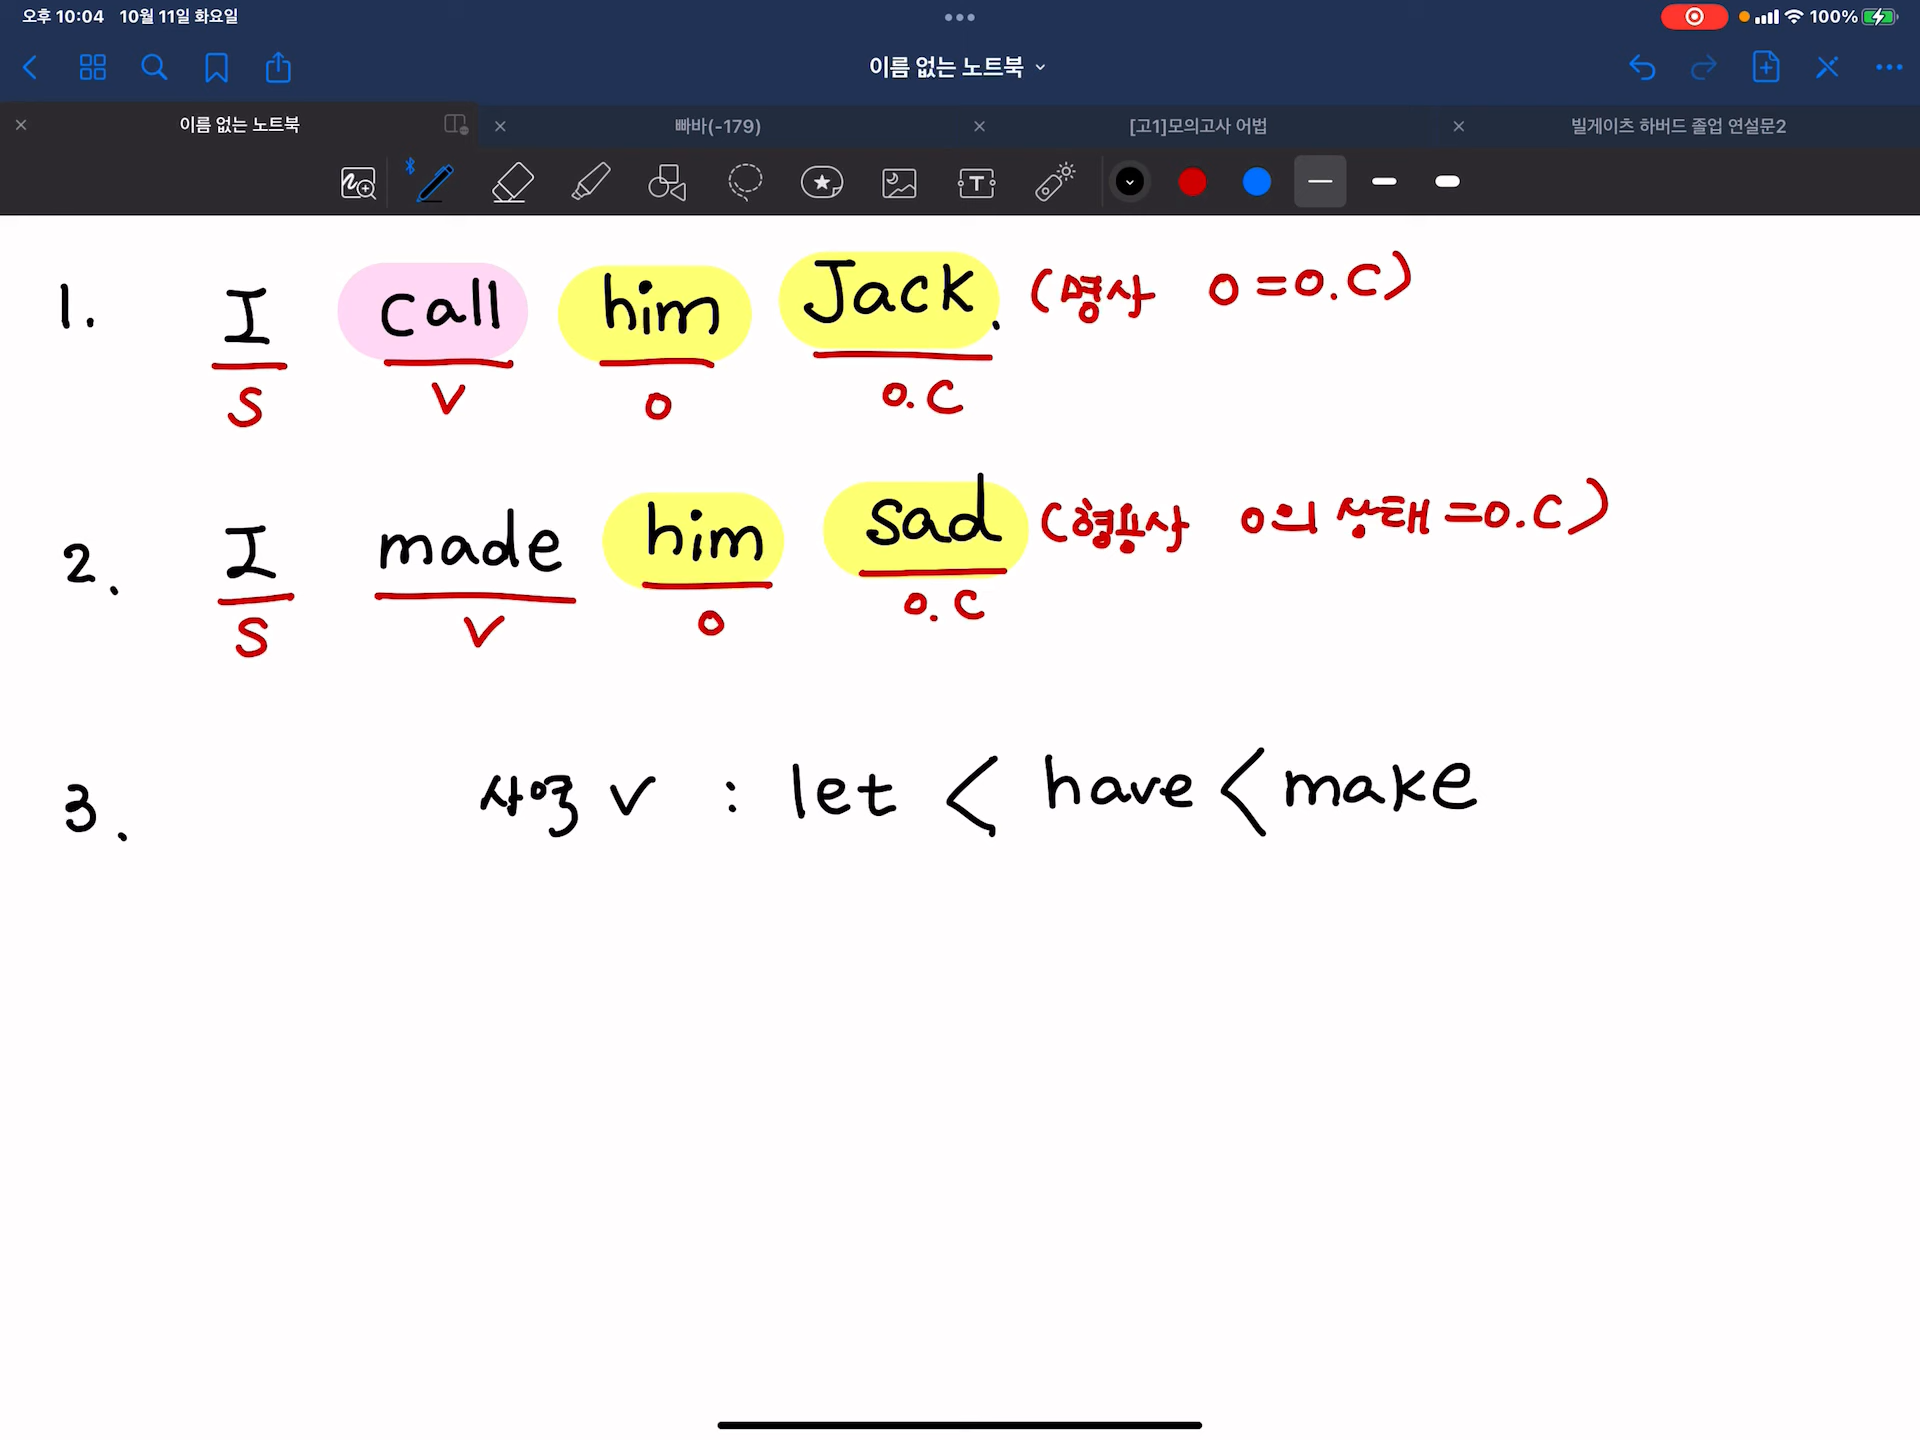 오후 10:04 10월 11일 화요일 100%
이름 없는 노트북
이름 없는 노트북 빠바(-179) [고1]모의고사 어법 빌게이츠 하버드 졸업 연설문2
1. I call him Jack. (명사 O=O.C)
S V O O.C
2. I made him sad (형용사 O의 상태=O.C)
S V O O.C
3. 사역 V : let < have < make